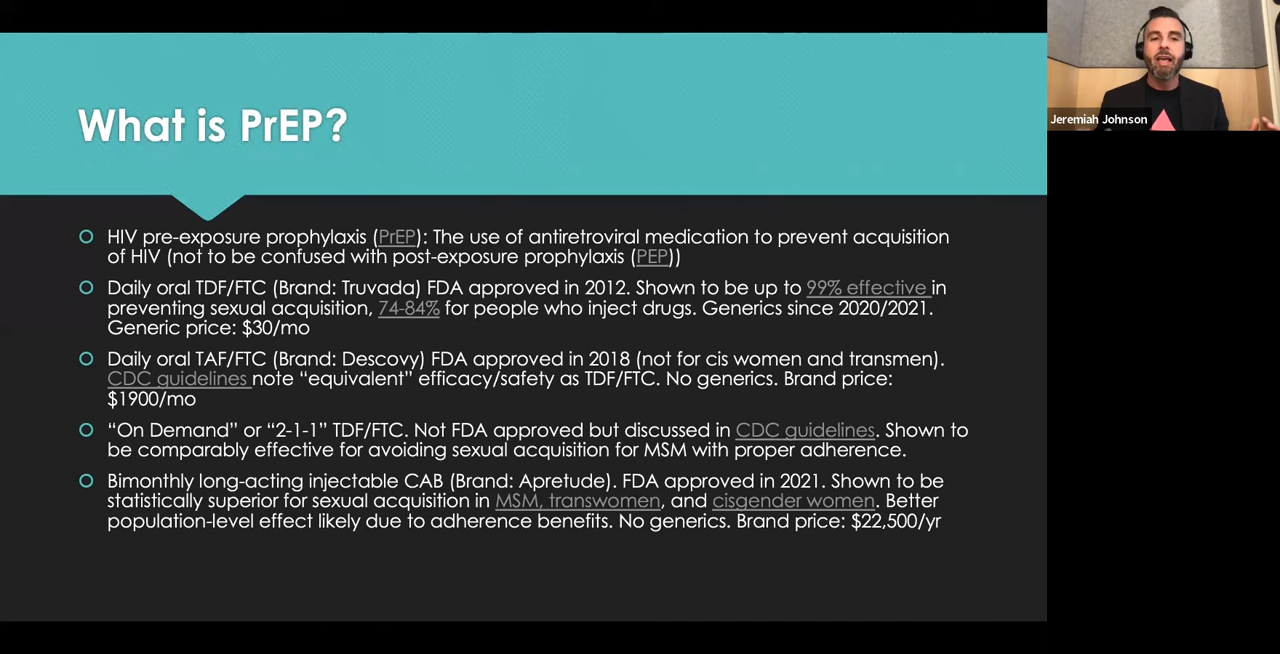 What is PrEP?
Jeremiah Johnson
HIV pre-exposure prophylaxis (PrEP): The use of antiretroviral medication to prevent acquisition
of HIV (not to be confused with post-exposure prophylaxis (PEP))
Daily oral TDF/FTC (Brand: Truvada) FDA approved in 2012. Shown to be up to 99% effective in
preventing sexual acquisition, 74-84% for people who inject drugs. Generics since 2020/2021.
Generic price: $30/mo
Daily oral TAF/FTC (Brand: Descovy) FDA approved in 2018 (not for cis women and transmen).
CDC guidelines note “equivalent” efficacy/safety as TDF/FTC. No generics. Brand price:
$1900/mo
“On Demand” or “2-1-1” TDF/FTC. Not FDA approved but discussed in CDC guidelines. Shown to
be comparably effective for avoiding sexual acquisition for MSM with proper adherence.
Bimonthly long-acting injectable CAB (Brand: Apretude). FDA approved in 2021. Shown to be
statistically superior for sexual acquisition in MSM, transwomen, and cisgender women. Better
population-level effect likely due to adherence benefits. No generics. Brand price: $22,500/yr